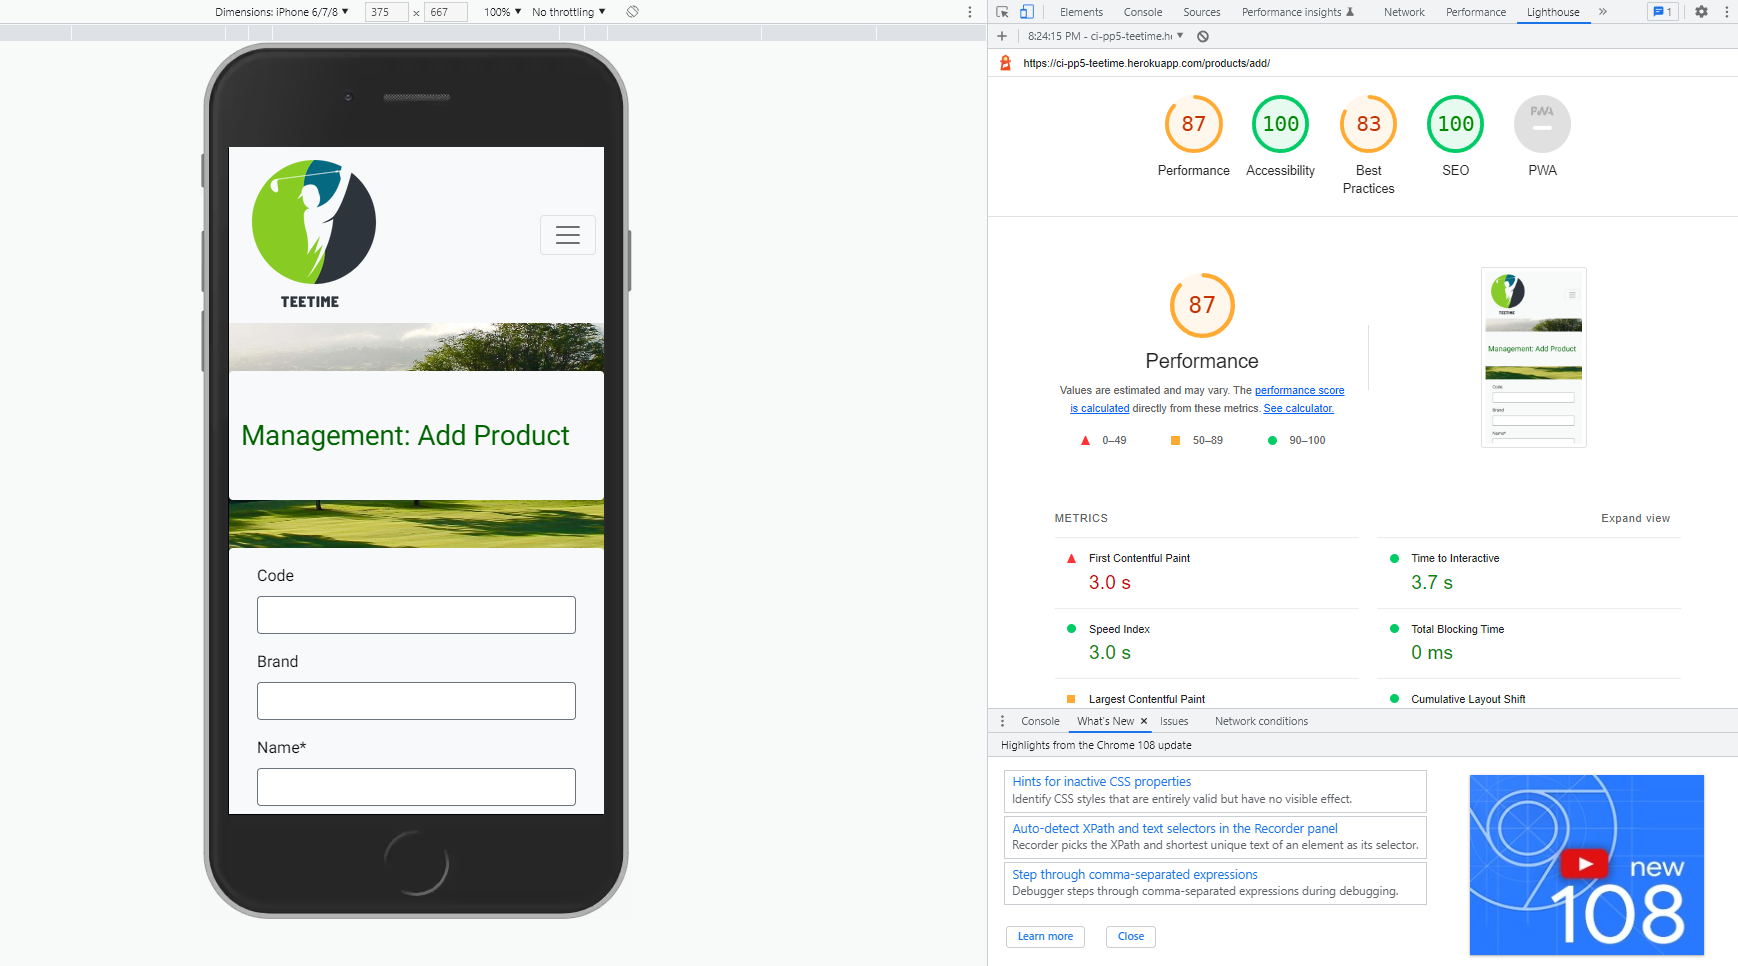 Dimensions: iPhone 6/7/8 ▼ 375 × 667 100% ▼ No throttling ▼
Elements Console Sources Performance insights Network Performance Lighthouse » 1
+ 8:24:15 PM - ci-pp5-teetime.h ▼
https://ci-pp5-teetime.herokuapp.com/products/add/
87 100 83 100 PWA
Performance Accessibility Best Practices SEO PWA
TEETIME
Management: Add Product
Code
Brand
Name*
87
Performance
Values are estimated and may vary. The performance score
is calculated directly from these metrics. See calculator.
0–49 50–89 90–100
TEETIME
Management: Add Product
Code
Brand
Name*
METRICS Expand view
First Contentful Paint
3.0 s
Time to Interactive
3.7 s
Speed Index
3.0 s
Total Blocking Time
0 ms
Largest Contentful Paint
Cumulative Layout Shift
Console What's New × Issues Network conditions
Highlights from the Chrome 108 update
Hints for inactive CSS properties
Identify CSS styles that are entirely valid but have no visible effect.
Auto-detect XPath and text selectors in the Recorder panel
Recorder picks the XPath and shortest unique text of an element as its selector.
Step through comma-separated expressions
Debugger steps through comma-separated expressions during debugging.
Learn more Close
new
108